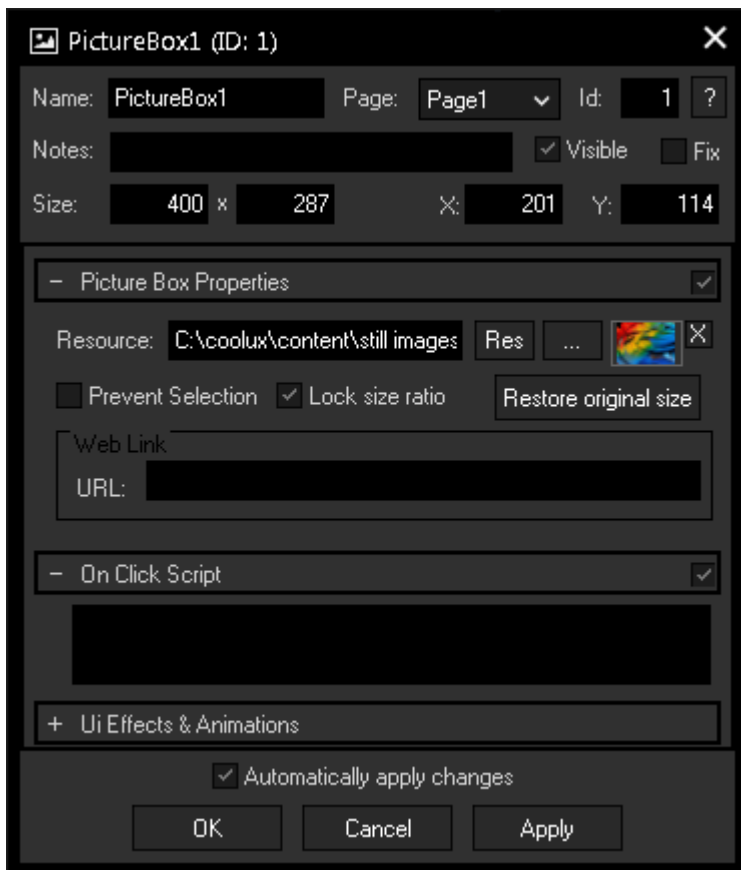 PictureBox1 (ID: 1)
Name: PictureBox1 Page: Page1 Id: 1 ?
Notes: Visible Fix
Size: 400 x 287 X: 201 Y: 114
− Picture Box Properties
Resource: C:\coolux\content\still images Res ... X
Prevent Selection Lock size ratio Restore original size
Web Link
URL:
− On Click Script
+ Ui Effects & Animations
Automatically apply changes
OK Cancel Apply